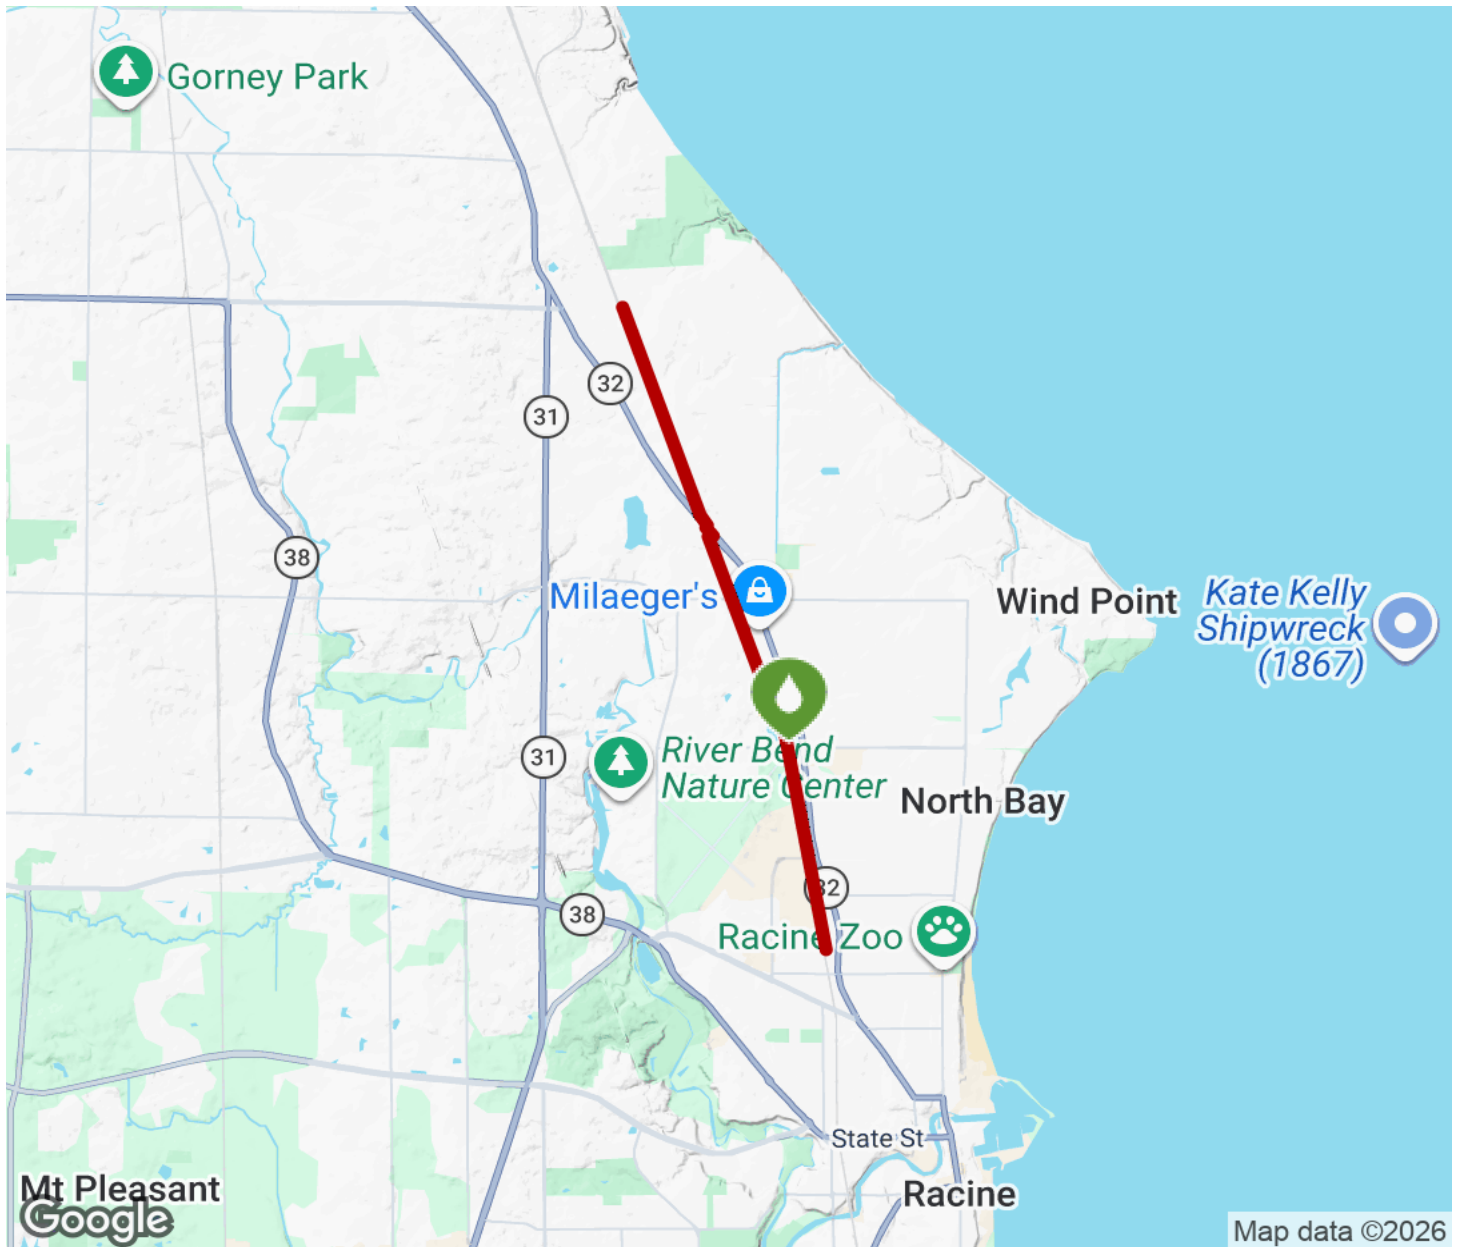 Gorney Park
32
31
38
Milaeger's
Wind Point
Kate Kelly
Shipwreck
(1867)
31
River Bend
Nature Center
North Bay
32
38
Racine Zoo
State St
Mt Pleasant
Racine
Google
Map data ©2026